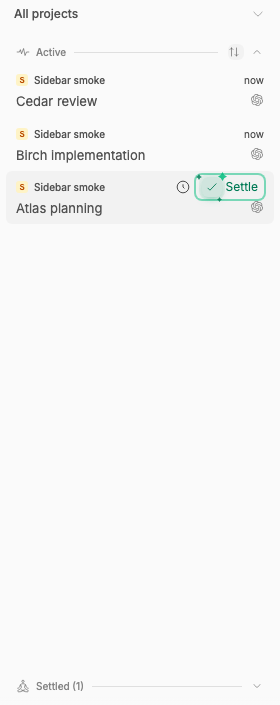 All projects
Active
S Sidebar smoke now
Cedar review
S Sidebar smoke now
Birch implementation
S Sidebar smoke Settle
Atlas planning
Settled (1)